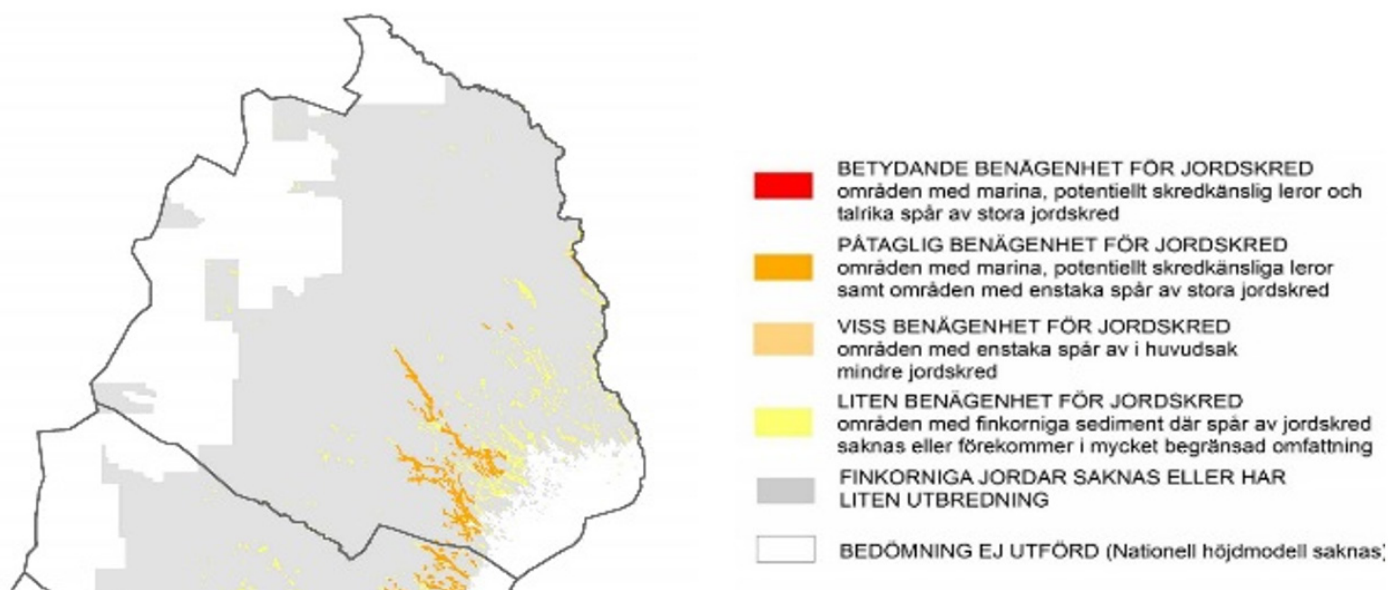 BETYDANDE BENÄGENHET FÖR JORDSKRED
områden med marina, potentiellt skredkänslig leror och
talrika spår av stora jordskred
PÅTAGLIG BENÄGENHET FÖR JORDSKRED
områden med marina, potentiellt skredkänsliga leror
samt områden med enstaka spår av stora jordskred
VISS BENÄGENHET FÖR JORDSKRED
områden med enstaka spår av i huvudsak
mindre jordskred
LITEN BENÄGENHET FÖR JORDSKRED
områden med finkorniga sediment där spår av jordskred
saknas eller förekommer i mycket begränsad omfattning
FINKORNIGA JORDAR SAKNAS ELLER HAR
LITEN UTBREDNING
BEDÖMNING EJ UTFÖRD (Nationell höjdmodell saknas)